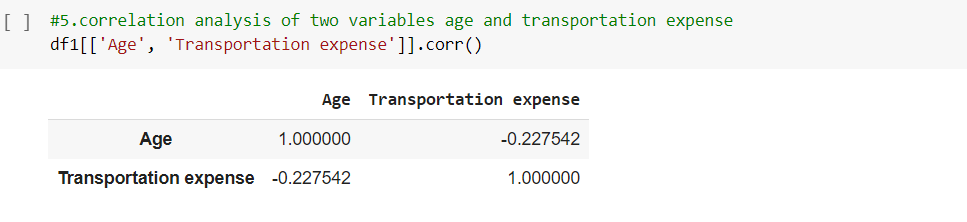 [ ] #5.correlation analysis of two variables age and transportation expense
df1[['Age', 'Transportation expense']].corr()
Age Transportation expense
Age 1.000000 -0.227542
Transportation expense -0.227542 1.000000